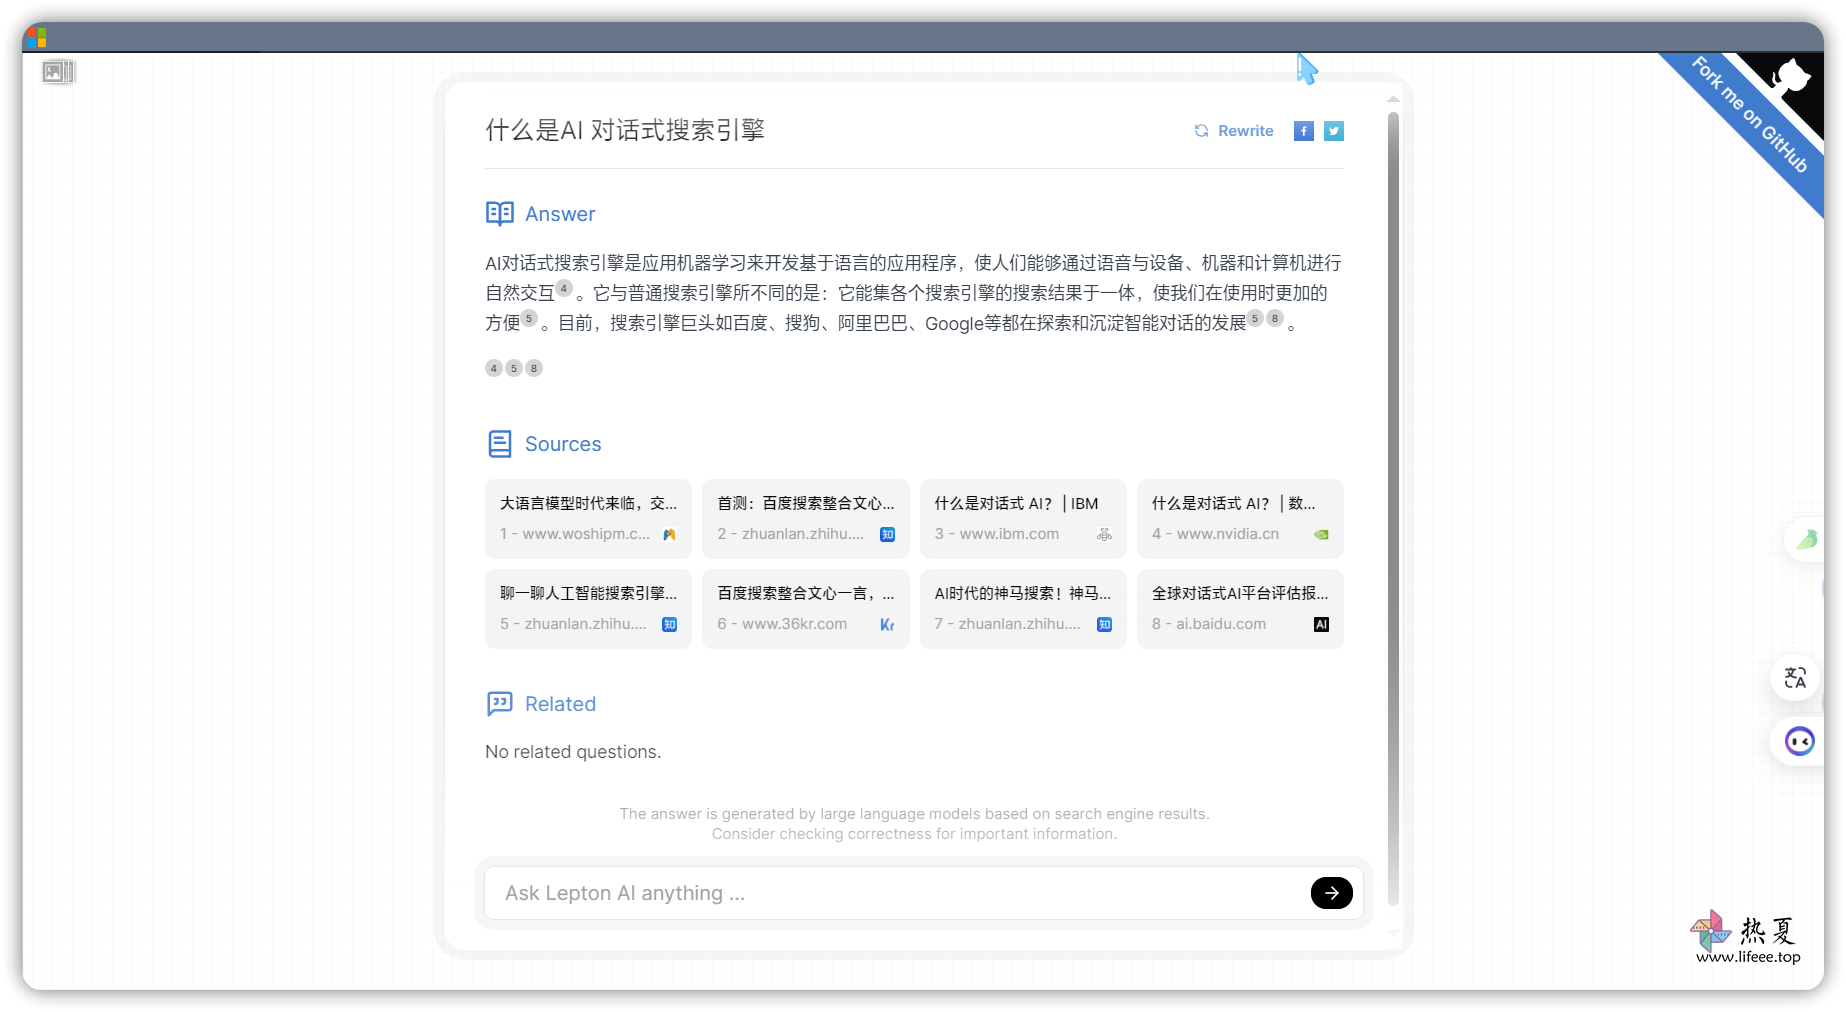 Fork me on GitHub
什么是AI 对话式搜索引擎
Rewrite
Answer
AI对话式搜索引擎是应用机器学习来开发基于语言的应用程序，使人们能够通过语音与设备、机器和计算机进行
自然交互4。它与普通搜索引擎所不同的是：它能集各个搜索引擎的搜索结果于一体，使我们在使用时更加的
方便5。目前，搜索引擎巨头如百度、搜狗、阿里巴巴、Google等都在探索和沉淀智能对话的发展5 8。
4 5 8
Sources
大语言模型时代来临，交...
1 - www.woshipm.c...
首测：百度搜索整合文心...
2 - zhuanlan.zhihu....
知
什么是对话式 AI？ | IBM
3 - www.ibm.com
什么是对话式 AI？ | 数...
4 - www.nvidia.cn
聊一聊人工智能搜索引擎...
5 - zhuanlan.zhihu....
知
百度搜索整合文心一言，...
6 - www.36kr.com
Kr
AI时代的神马搜索！神马...
7 - zhuanlan.zhihu....
知
全球对话式AI平台评估报...
8 - ai.baidu.com
AI
Related
No related questions.
The answer is generated by large language models based on search engine results.
Consider checking correctness for important information.
Ask Lepton AI anything ...
文A
热夏
www.lifeee.top